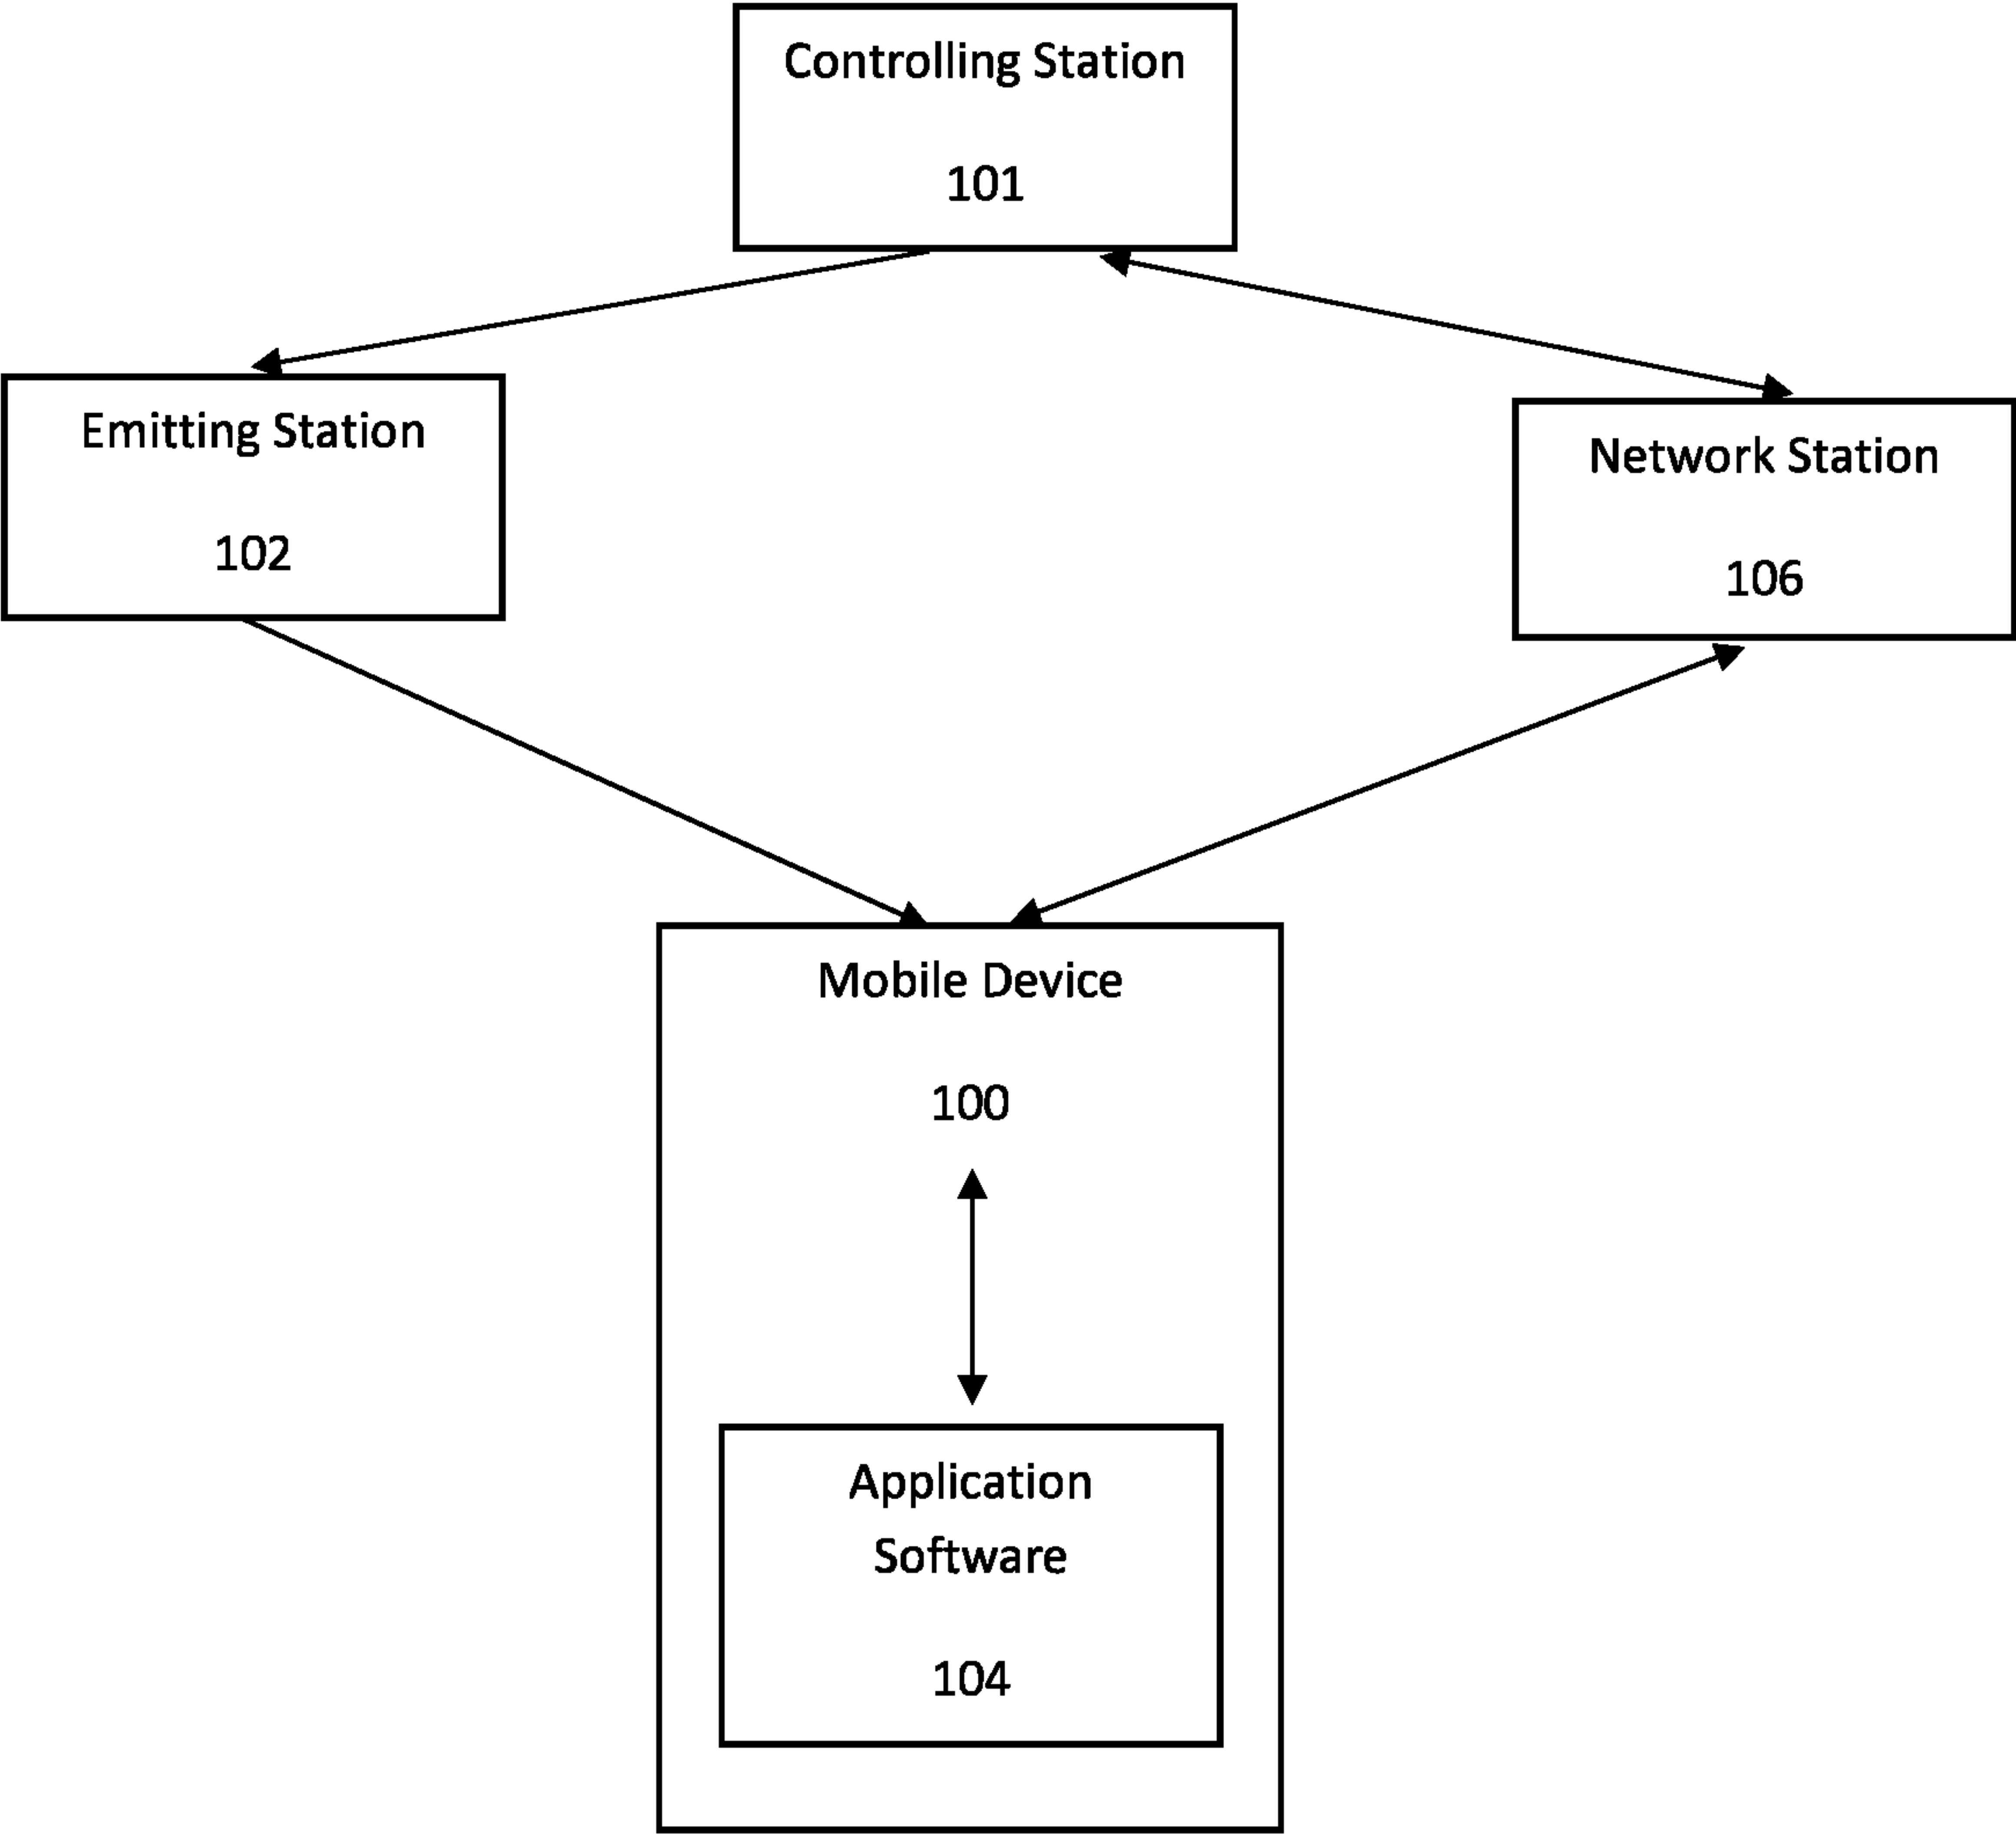 Controlling Station
101
Emitting Station
102
Network Station
106
Mobile Device
100
Application
Software
104